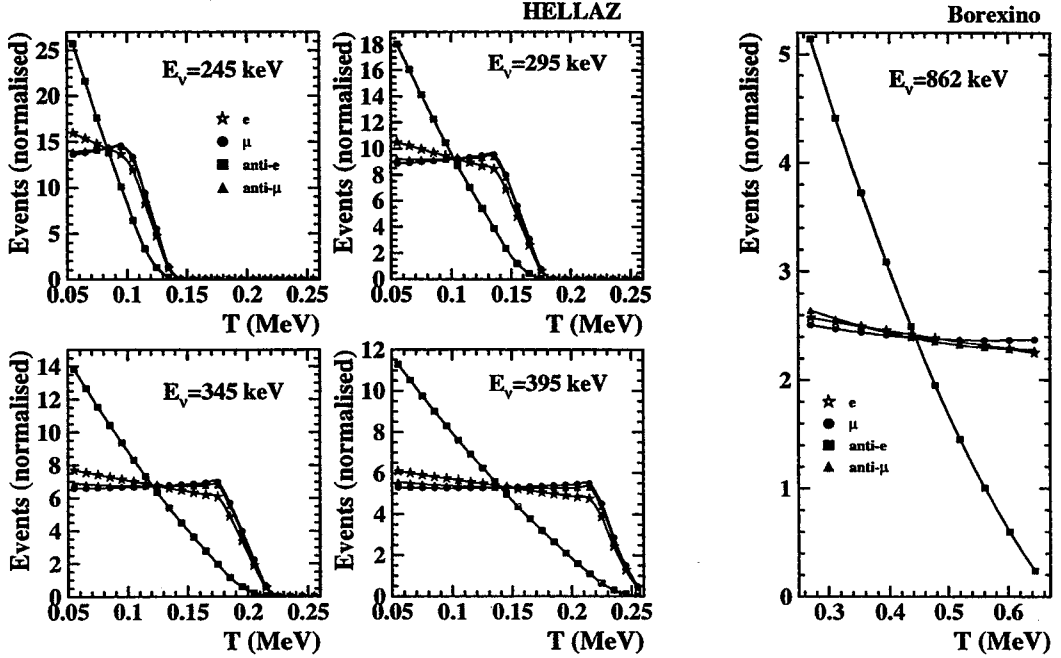 HELLAZ
Borexino
Events (normalised)
25
20
15
10
5
0
E_ν=245 keV
e
μ
anti-e
anti-μ
0.05 0.1 0.15 0.2 0.25
T (MeV)
Events (normalised)
18
16
14
12
10
8
6
4
2
0
E_ν=295 keV
0.05 0.1 0.15 0.2 0.25
T (MeV)
Events (normalised)
14
12
10
8
6
4
2
0
E_ν=345 keV
0.05 0.1 0.15 0.2 0.25
T (MeV)
Events (normalised)
12
10
8
6
4
2
0
E_ν=395 keV
0.05 0.1 0.15 0.2 0.25
T (MeV)
Events (normalised)
5
4
3
2
1
0
E_ν=862 keV
e
μ
anti-e
anti-μ
0.3 0.4 0.5 0.6
T (MeV)